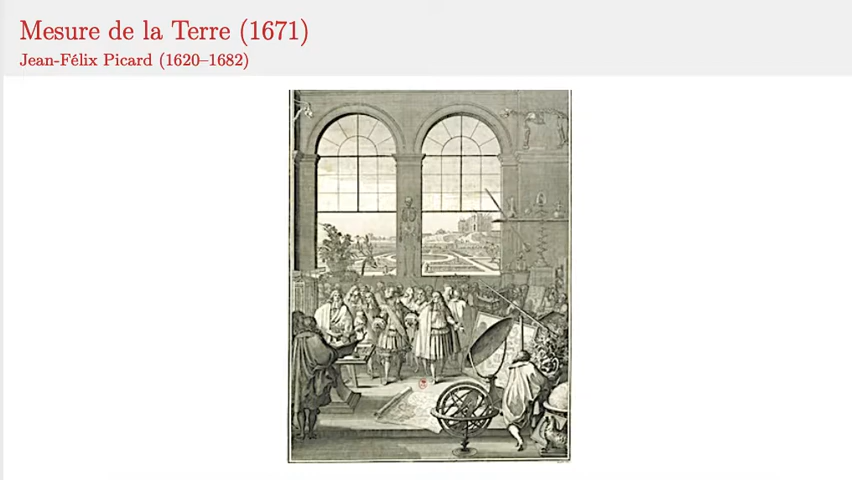 Mesure de la Terre (1671)
Jean-Félix Picard (1620–1682)